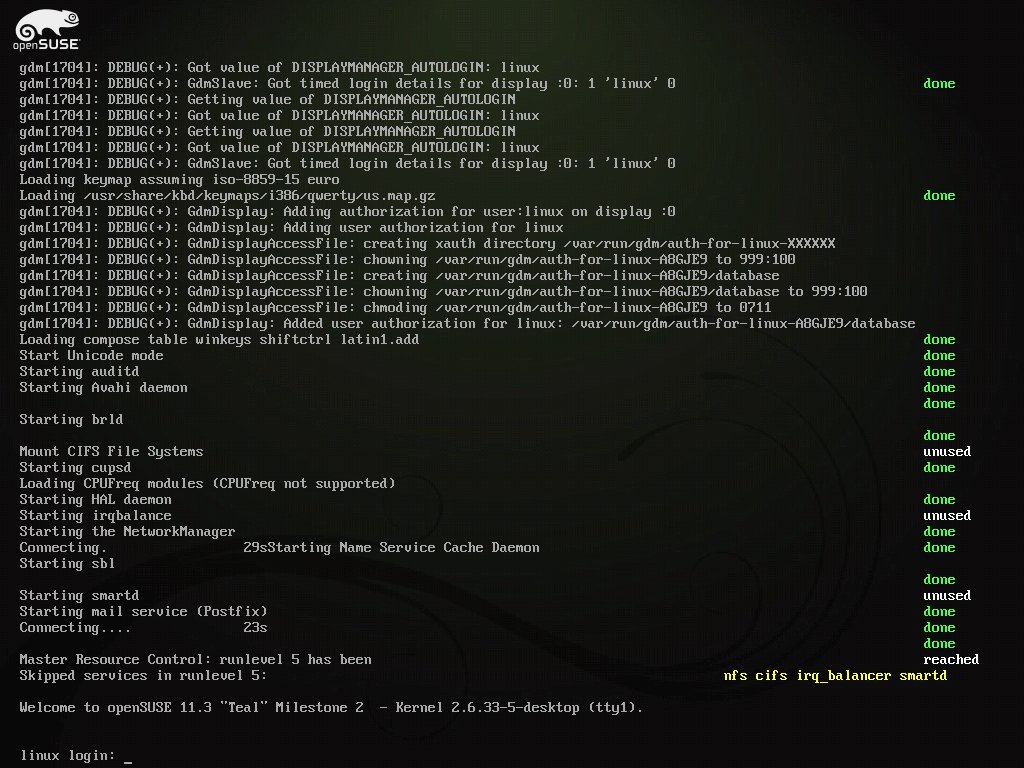 openSUSE
gdm[1704]: DEBUG(+): Got value of DISPLAYMANAGER_AUTOLOGIN: linux
gdm[1704]: DEBUG(+): GdmSlave: Got timed login details for display :0: 1 'linux' 0 done
gdm[1704]: DEBUG(+): Getting value of DISPLAYMANAGER_AUTOLOGIN
gdm[1704]: DEBUG(+): Got value of DISPLAYMANAGER_AUTOLOGIN: linux
gdm[1704]: DEBUG(+): Getting value of DISPLAYMANAGER_AUTOLOGIN
gdm[1704]: DEBUG(+): Got value of DISPLAYMANAGER_AUTOLOGIN: linux
gdm[1704]: DEBUG(+): GdmSlave: Got timed login details for display :0: 1 'linux' 0
Loading keymap assuming iso-8859-15 euro
Loading /usr/share/kbd/keymaps/i386/qwerty/us.map.gz done
gdm[1704]: DEBUG(+): GdmDisplay: Adding authorization for user:linux on display :0
gdm[1704]: DEBUG(+): GdmDisplay: Adding user authorization for linux
gdm[1704]: DEBUG(+): GdmDisplayAccessFile: creating xauth directory /var/run/gdm/auth-for-linux-XXXXXX
gdm[1704]: DEBUG(+): GdmDisplayAccessFile: chowning /var/run/gdm/auth-for-linux-A8GJE9 to 999:100
gdm[1704]: DEBUG(+): GdmDisplayAccessFile: creating /var/run/gdm/auth-for-linux-A8GJE9/database
gdm[1704]: DEBUG(+): GdmDisplayAccessFile: chowning /var/run/gdm/auth-for-linux-A8GJE9/database to 999:100
gdm[1704]: DEBUG(+): GdmDisplayAccessFile: chmoding /var/run/gdm/auth-for-linux-A8GJE9 to 0711
gdm[1704]: DEBUG(+): GdmDisplay: Added user authorization for linux: /var/run/gdm/auth-for-linux-A8GJE9/database
Loading compose table winkeys shiftctrl latin1.add done
Start Unicode mode done
Starting auditd done
Starting Avahi daemon done
done
Starting brld
done
Mount CIFS File Systems unused
Starting cupsd done
Loading CPUFreq modules (CPUFreq not supported)
Starting HAL daemon done
Starting irqbalance unused
Starting the NetworkManager done
Connecting. 29sStarting Name Service Cache Daemon done
Starting sbl
done
Starting smartd unused
Starting mail service (Postfix) done
Connecting.... 23s done
done
Master Resource Control: runlevel 5 has been reached
Skipped services in runlevel 5: nfs cifs irq_balancer smartd
Welcome to openSUSE 11.3 "Teal" Milestone 2 - Kernel 2.6.33-5-desktop (tty1).
linux login: _